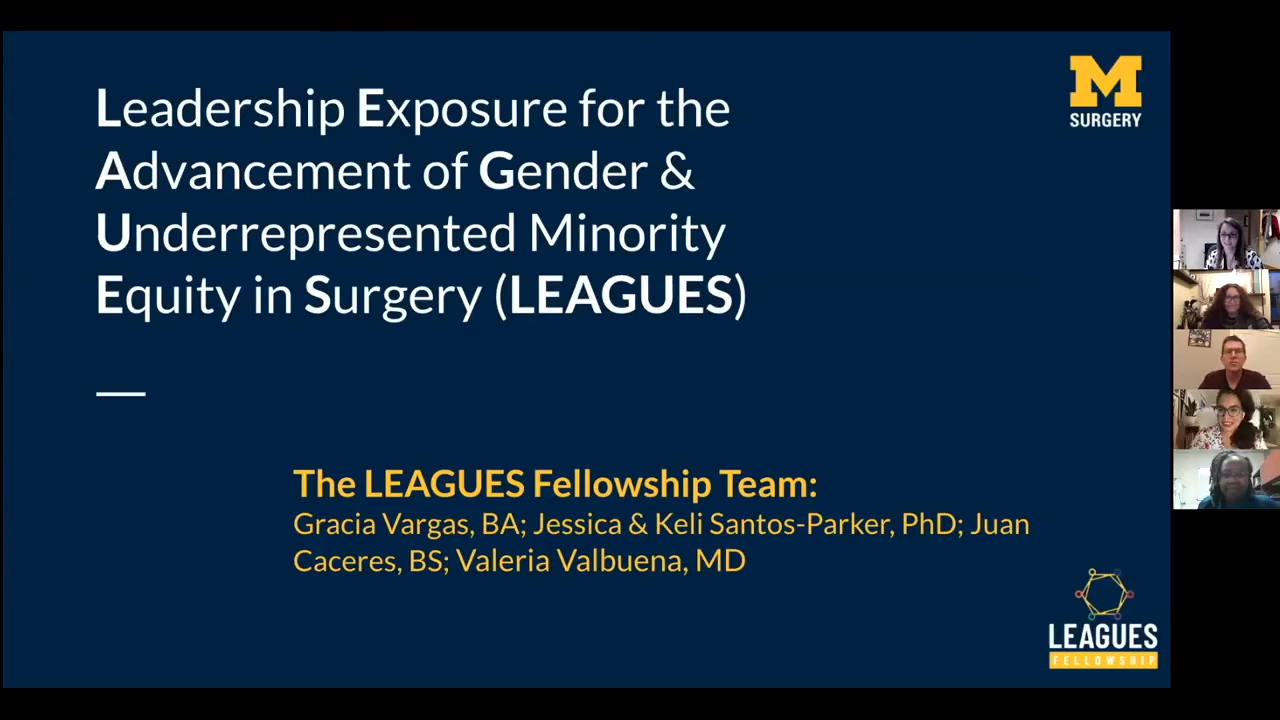 Leadership Exposure for the
Advancement of Gender &
Underrepresented Minority
Equity in Surgery (LEAGUES)
M
SURGERY
The LEAGUES Fellowship Team:
Gracia Vargas, BA; Jessica & Keli Santos-Parker, PhD; Juan
Caceres, BS; Valeria Valbuena, MD
LEAGUES
FELLOWSHIP